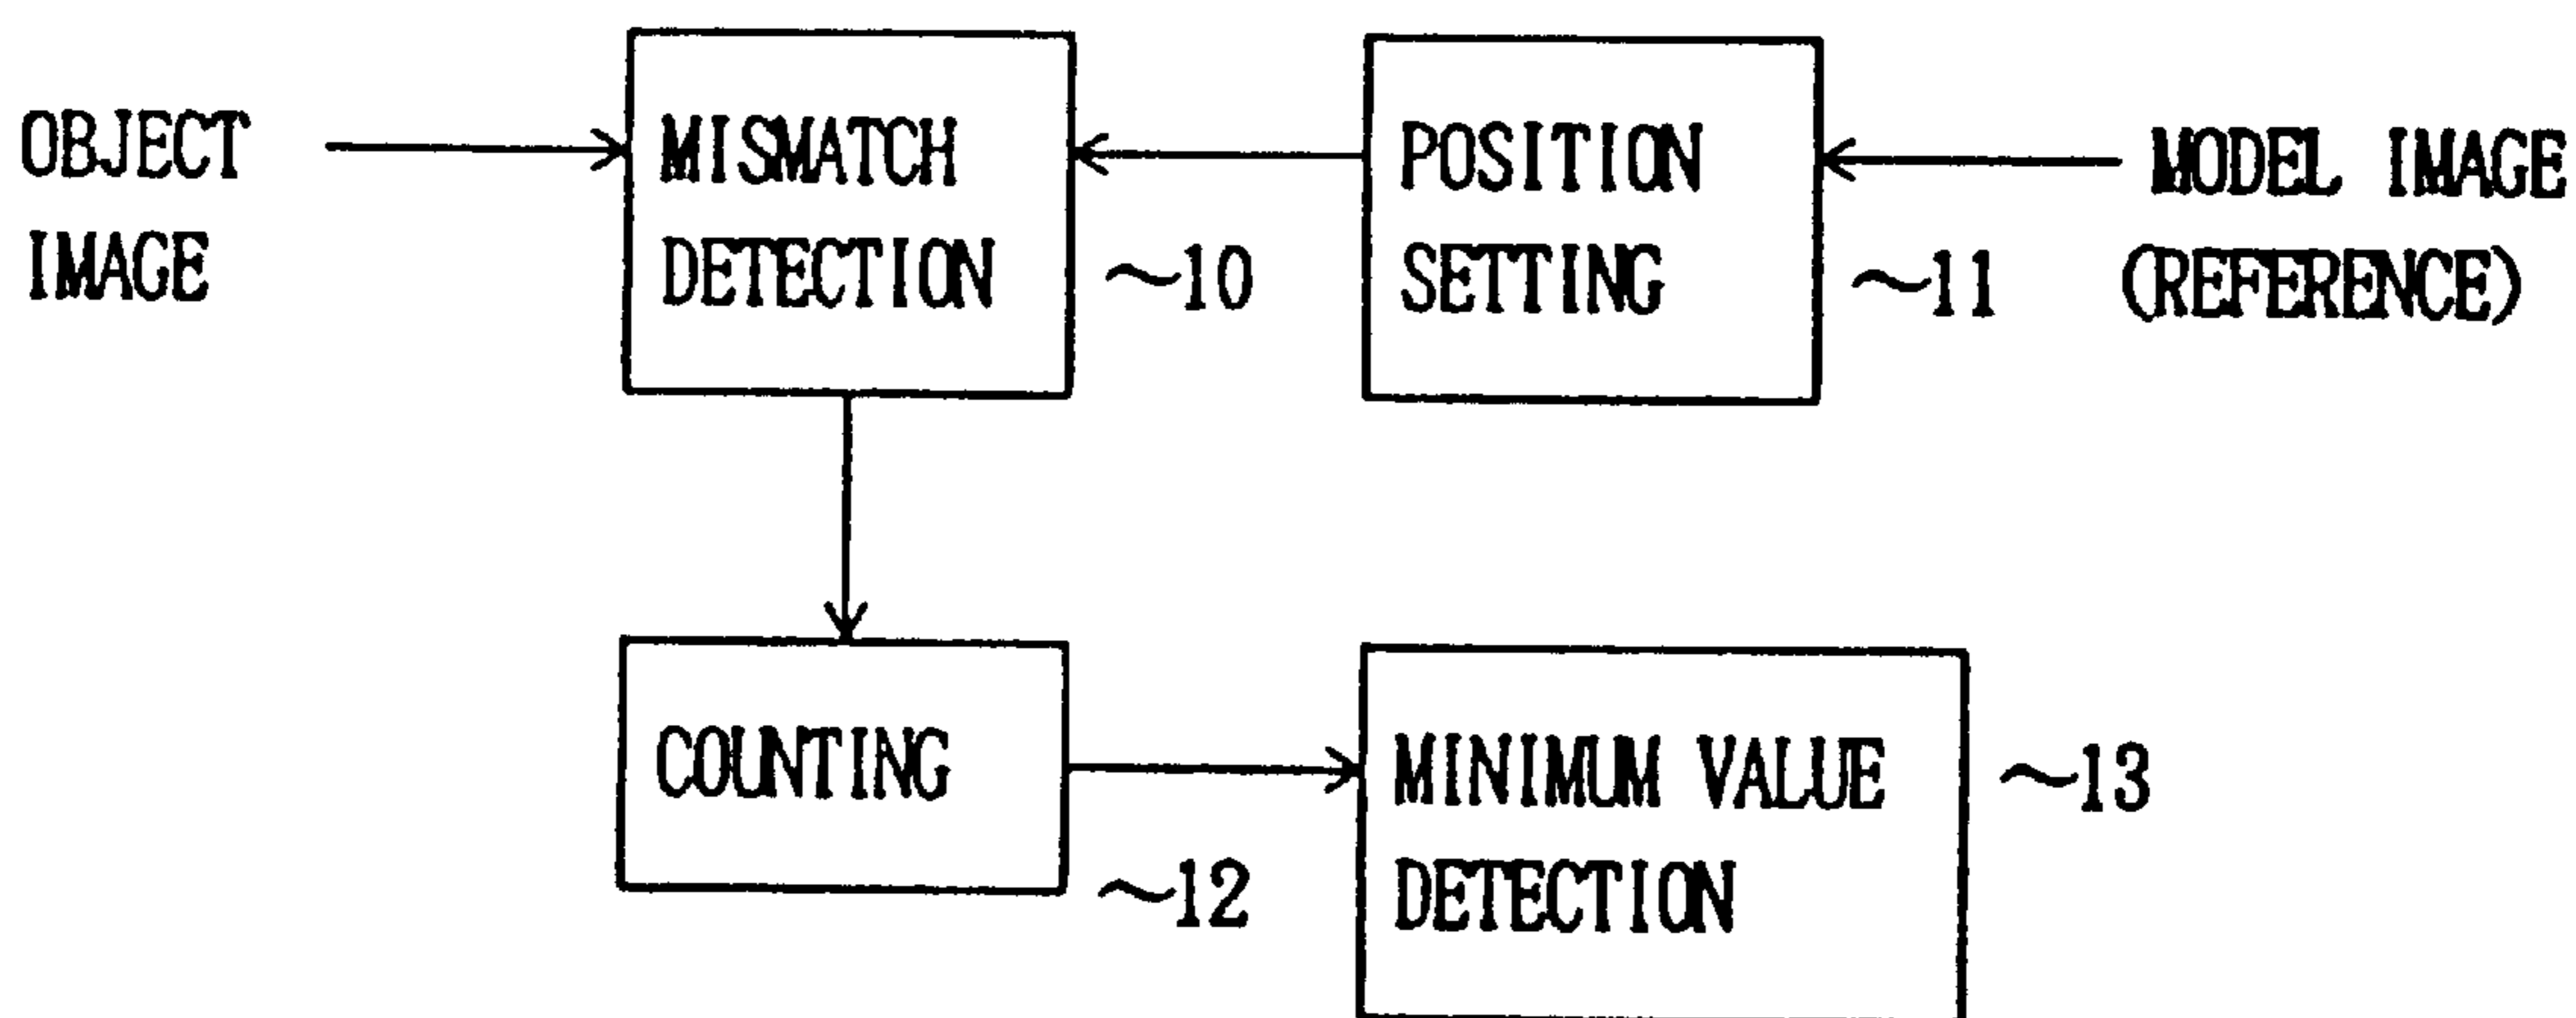 OBJECT
IMAGE
MISMATCH
DETECTION
~10
POSITION
SETTING
~11
MODEL IMAGE
(REFERENCE)
COUNTING
~12
MINIMUM VALUE
DETECTION
~13